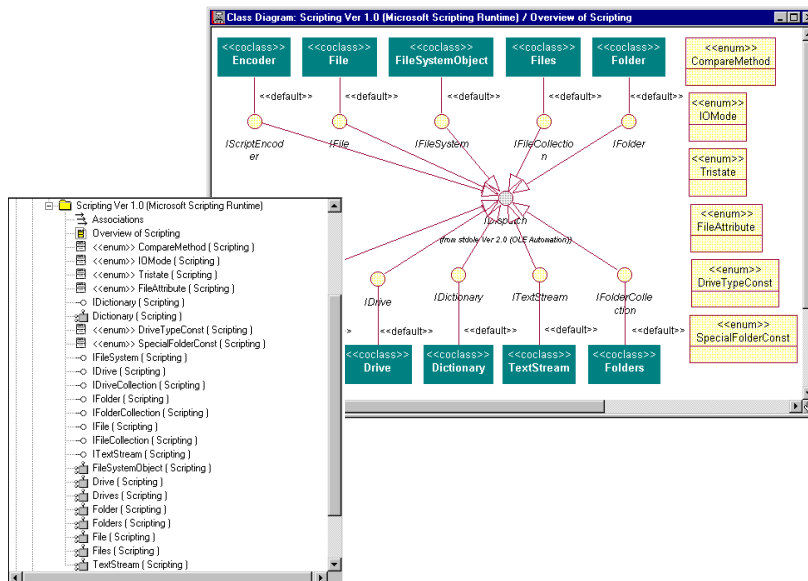 Class Diagram: Scripting Ver 1.0 (Microsoft Scripting Runtime) / Overview of Scripting
<<coclass>> <<coclass>> <<coclass>> <<coclass>> <<coclass>> <<enum>>
Encoder File FileSystemObject Files Folder CompareMethod
<<default>> <<default>> <<default>> <<default>> <<default>>
<<enum>>
IOMode
IScriptEncod
er
IFile
IFileSystem
IFileCollectio
n
IFolder
<<enum>>
Tristate
IDispatch
(from stdole Ver 2.0 (OLE Automation))
<<enum>>
FileAttribute
IDrive
IDictionary
ITextStream
IFolderColle
ction
<<enum>>
DriveTypeConst
<<default>> <<default>> <<default>> <<default>>
<<enum>>
SpecialFolderConst
<<coclass>> <<coclass>> <<coclass>> <<coclass>>
Drive Dictionary TextStream Folders
Scripting Ver 1.0 (Microsoft Scripting Runtime)
Associations
Overview of Scripting
<<enum>> CompareMethod ( Scripting )
<<enum>> IOMode ( Scripting )
<<enum>> Tristate ( Scripting )
<<enum>> FileAttribute ( Scripting )
IDictionary ( Scripting )
Dictionary ( Scripting )
<<enum>> DriveTypeConst ( Scripting )
<<enum>> SpecialFolderConst ( Scripting )
IFileSystem ( Scripting )
IDrive ( Scripting )
IDriveCollection ( Scripting )
IFolder ( Scripting )
IFolderCollection ( Scripting )
IFile ( Scripting )
IFileCollection ( Scripting )
ITextStream ( Scripting )
FileSystemObject ( Scripting )
Drive ( Scripting )
Drives ( Scripting )
Folder ( Scripting )
Folders ( Scripting )
File ( Scripting )
Files ( Scripting )
TextStream ( Scripting )